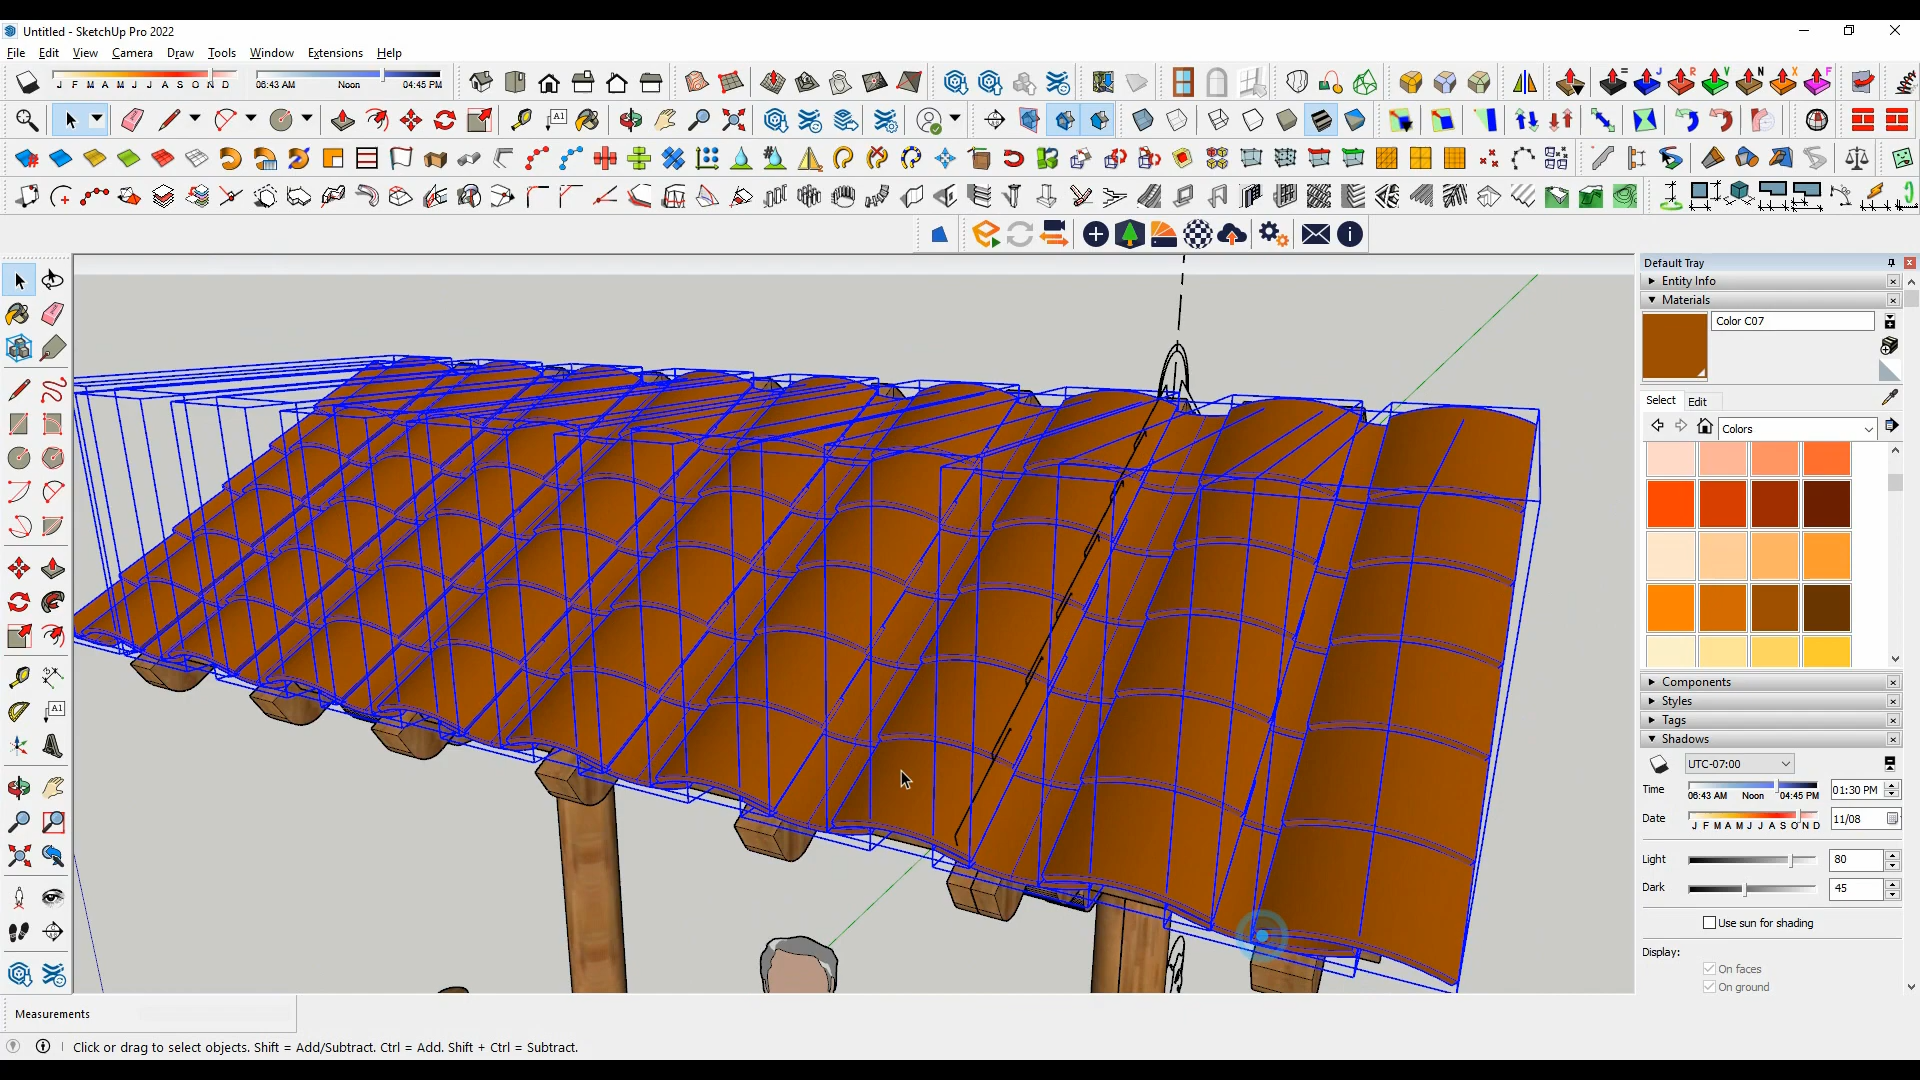 Untitled - SketchUp Pro 2022
File Edit View Camera Draw Tools Window Extensions Help
J F M A M J J A S O N D
06:43 AM Noon 04:45 PM
A1
Default Tray
Entity Info
Materials
Color C07
Select Edit
Colors
A1
Components
Styles
Tags
Shadows
UTC-07:00
Time 06:43 AM Noon 04:45 PM 01:30 PM
Date J F M A M J J A S O N D 11/08
Light 80
Dark 45
Use sun for shading
Display:
On faces
On ground
Measurements
Click or drag to select objects. Shift = Add/Subtract. Ctrl = Add. Shift + Ctrl = Subtract.